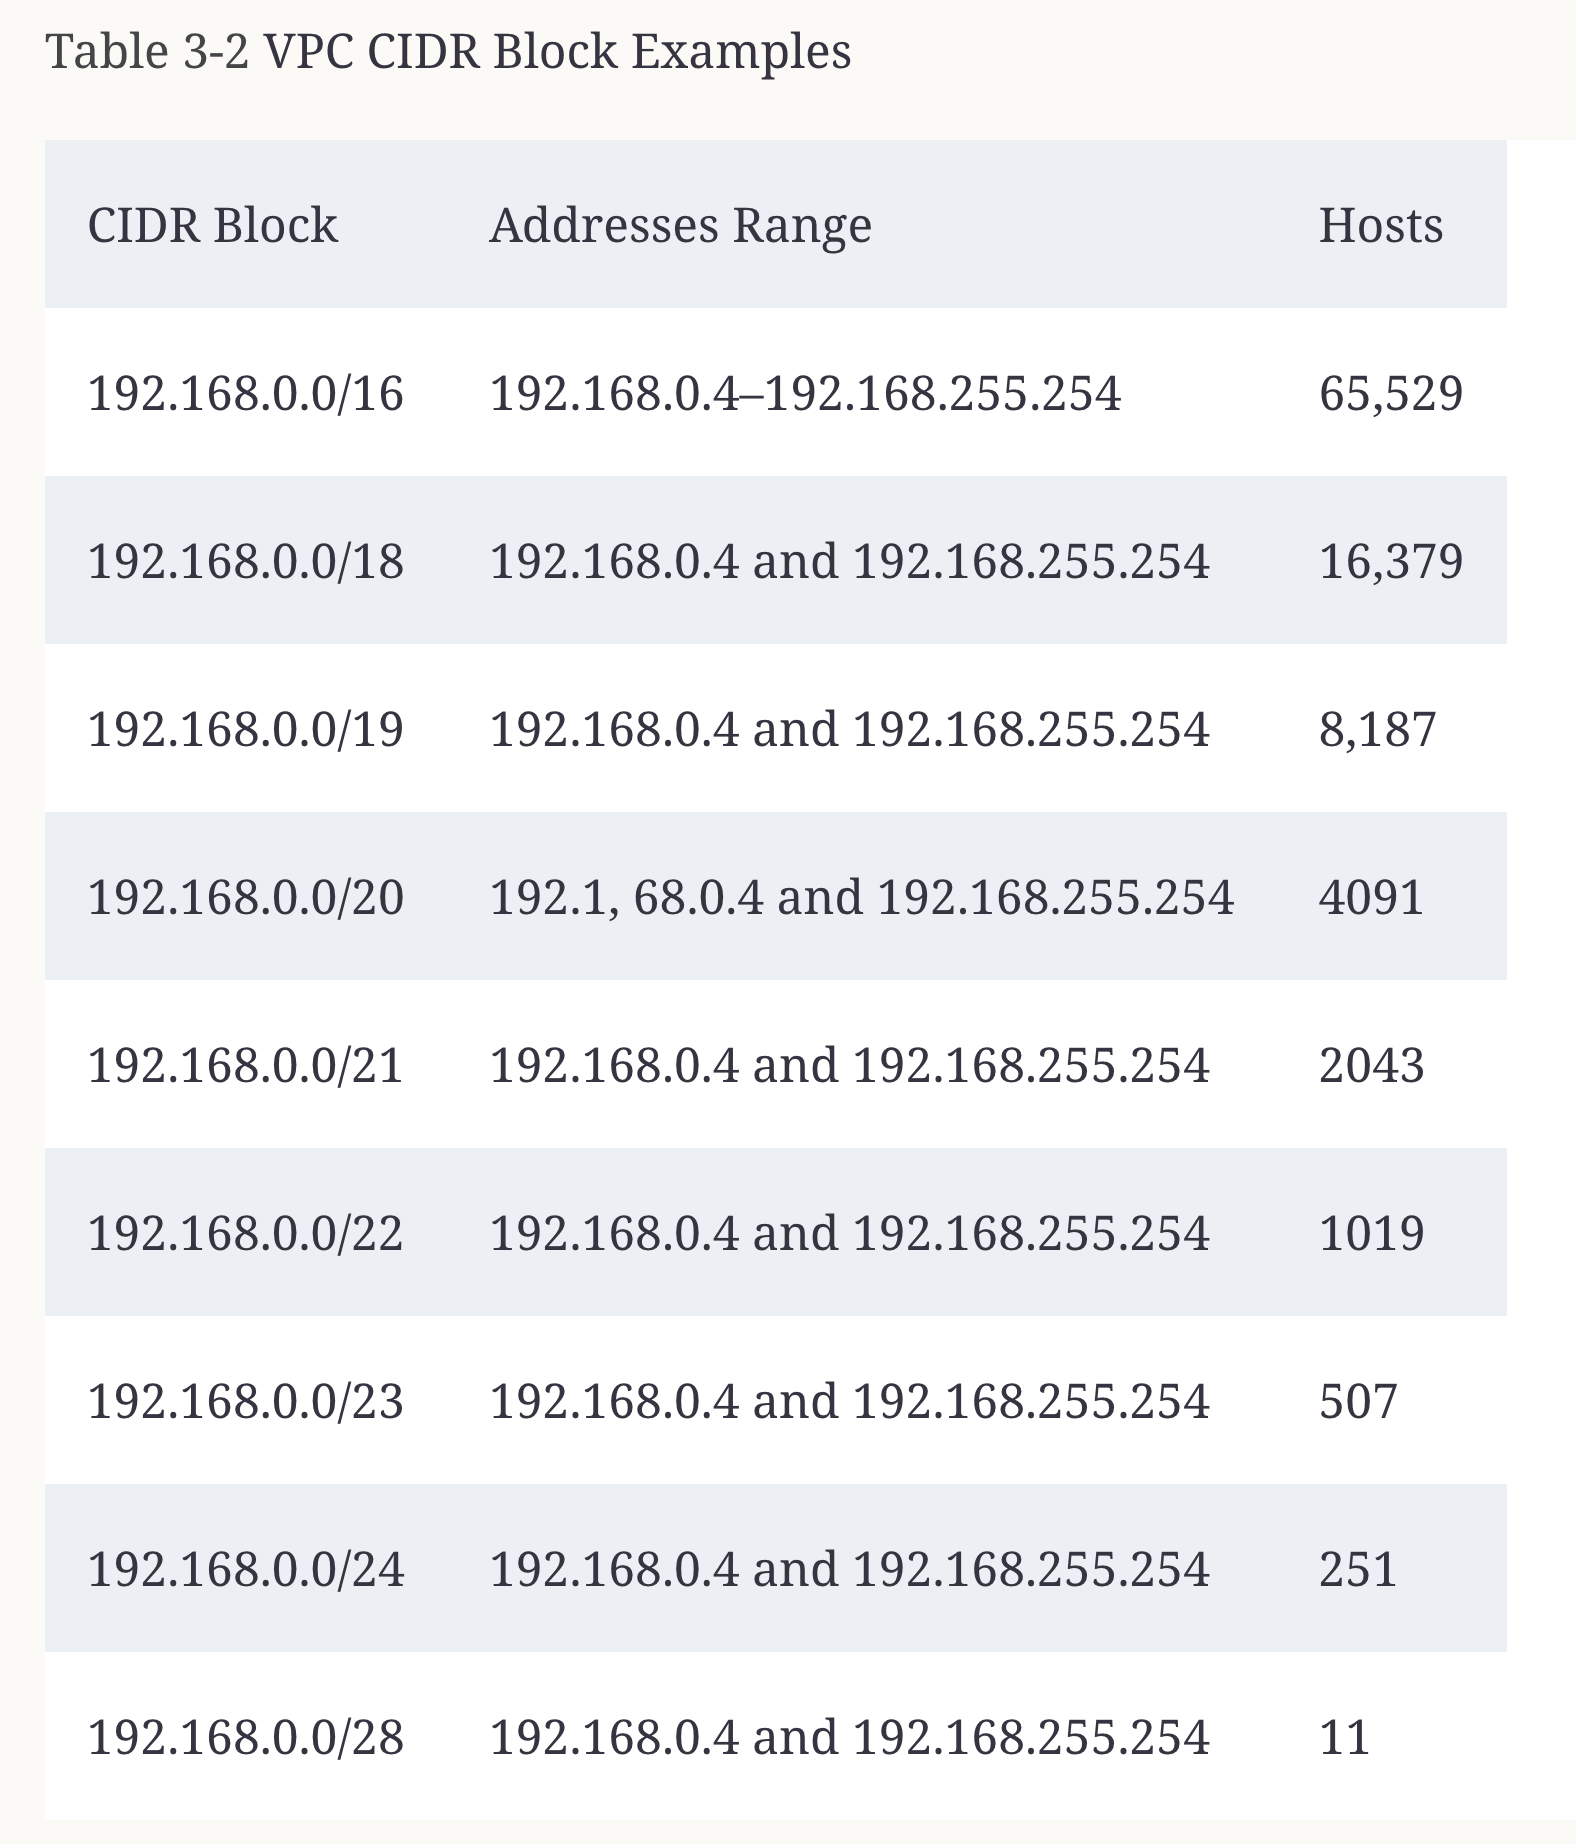 Table 3-2 VPC CIDR Block Examples
CIDR Block Addresses Range Hosts
192.168.0.0/16 192.168.0.4–192.168.255.254 65,529
192.168.0.0/18 192.168.0.4 and 192.168.255.254 16,379
192.168.0.0/19 192.168.0.4 and 192.168.255.254 8,187
192.168.0.0/20 192.1, 68.0.4 and 192.168.255.254 4091
192.168.0.0/21 192.168.0.4 and 192.168.255.254 2043
192.168.0.0/22 192.168.0.4 and 192.168.255.254 1019
192.168.0.0/23 192.168.0.4 and 192.168.255.254 507
192.168.0.0/24 192.168.0.4 and 192.168.255.254 251
192.168.0.0/28 192.168.0.4 and 192.168.255.254 11